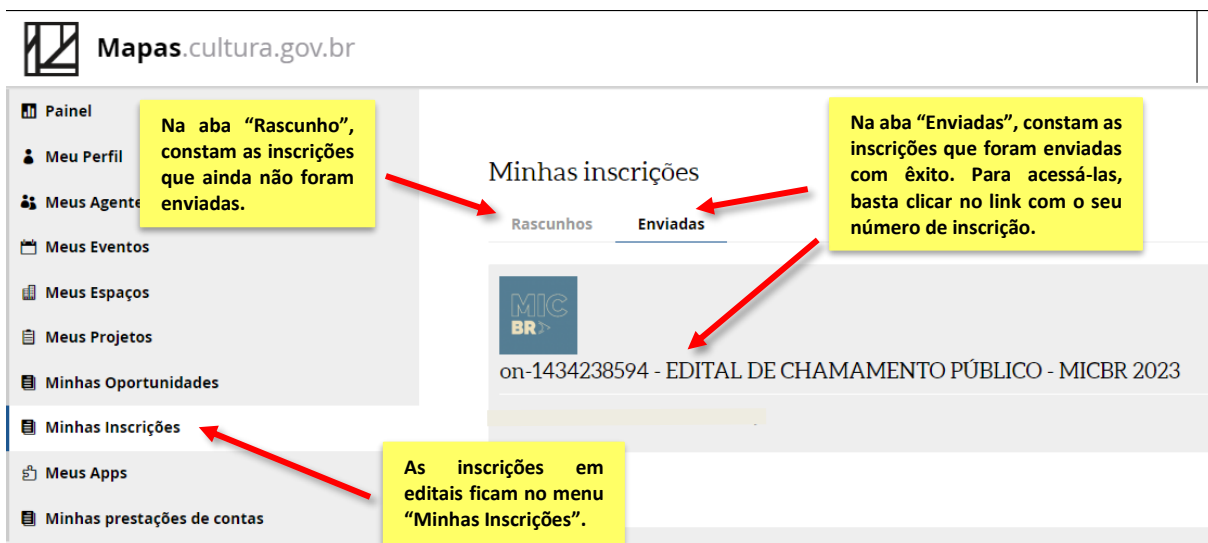 Mapas.cultura.gov.br
Painel
Meu Perfil
Meus Agente
Meus Eventos
Meus Espaços
Meus Projetos
Minhas Oportunidades
Minhas Inscrições
Meus Apps
Minhas prestações de contas
Na aba “Rascunho”,
constam as inscrições
que ainda não foram
enviadas.
Na aba “Enviadas”, constam as
inscrições que foram enviadas
com êxito. Para acessá-las,
basta clicar no link com o seu
número de inscrição.
Minhas inscrições
Rascunhos Enviadas
MIC
BR
on-1434238594 - EDITAL DE CHAMAMENTO PÚBLICO - MICBR 2023
As inscrições em
editais ficam no menu
“Minhas Inscrições”.